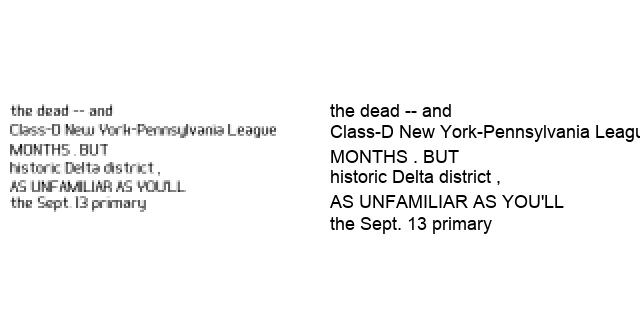 the dead -- and
Class-D New York-Pennsylvania League
MONTHS . BUT
historic Delta district ,
AS UNFAMILIAR AS YOU'LL
the Sept. 13 primary
the dead -- and
Class-D New York-Pennsylvania Leagu
MONTHS . BUT
historic Delta district ,
AS UNFAMILIAR AS YOU'LL
the Sept. 13 primary